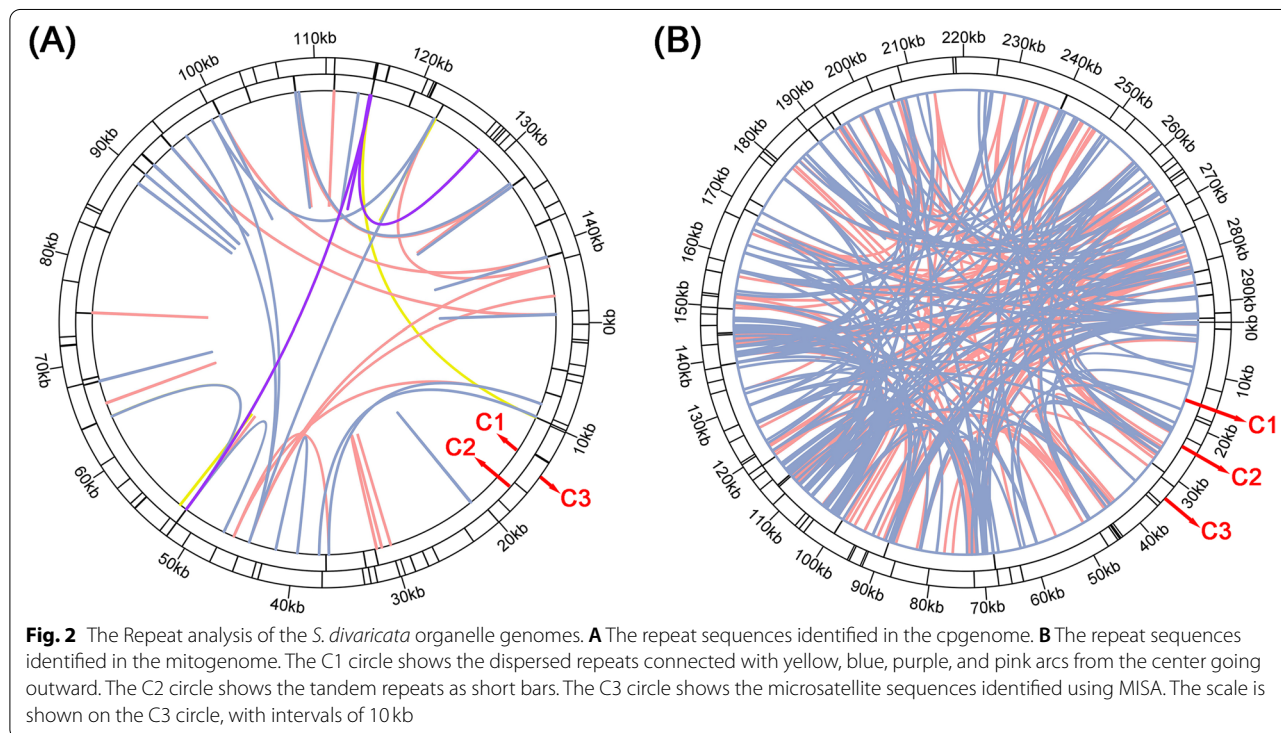 (A)
0kb
10kb
20kb
30kb
40kb
50kb
60kb
70kb
80kb
90kb
100kb
110kb
120kb
130kb
140kb
C1
C2
C3
(B)
0kb
10kb
20kb
30kb
40kb
50kb
60kb
70kb
80kb
90kb
100kb
110kb
120kb
130kb
140kb
150kb
160kb
170kb
180kb
190kb
200kb
210kb
220kb
230kb
240kb
250kb
260kb
270kb
280kb
290kb
C1
C2
C3
Fig. 2 The Repeat analysis of the S. divaricata organelle genomes. A The repeat sequences identified in the cpgenome. B The repeat sequences
identified in the mitogenome. The C1 circle shows the dispersed repeats connected with yellow, blue, purple, and pink arcs from the center going
outward. The C2 circle shows the tandem repeats as short bars. The C3 circle shows the microsatellite sequences identified using MISA. The scale is
shown on the C3 circle, with intervals of 10 kb